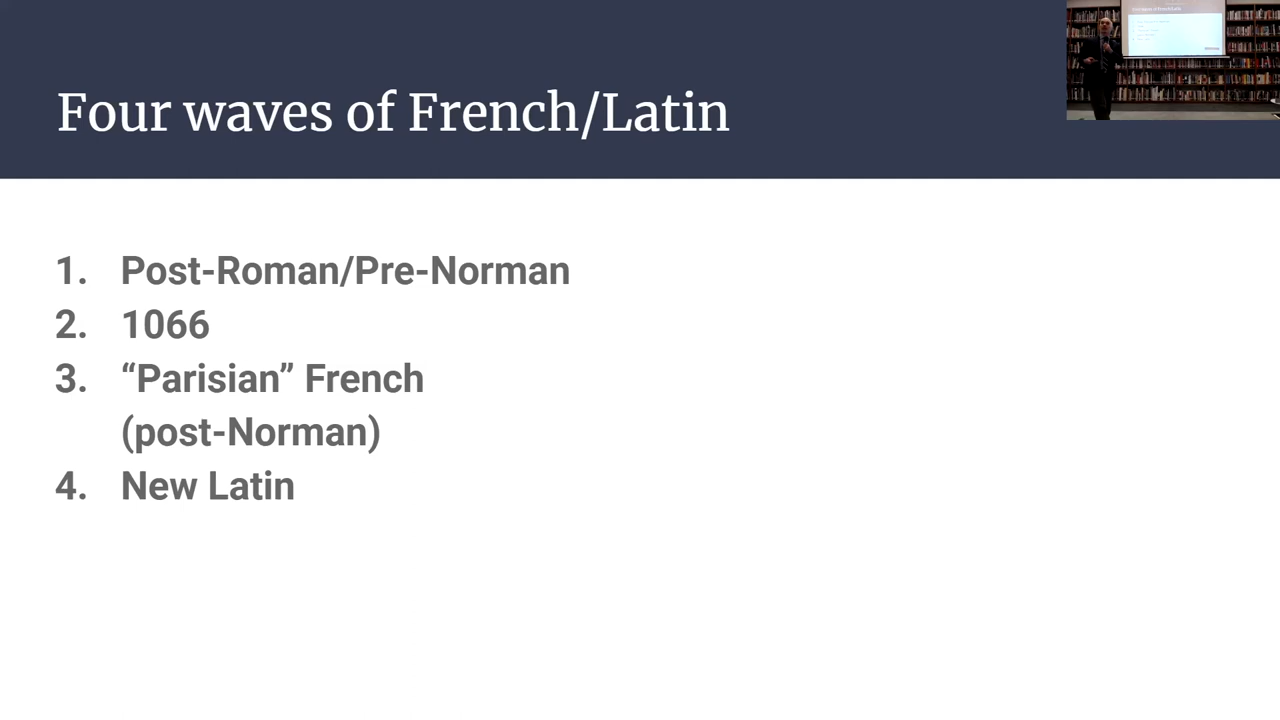 Four waves of French/Latin
1. Post-Roman/Pre-Norman
2. 1066
3. “Parisian” French
(post-Norman)
4. New Latin